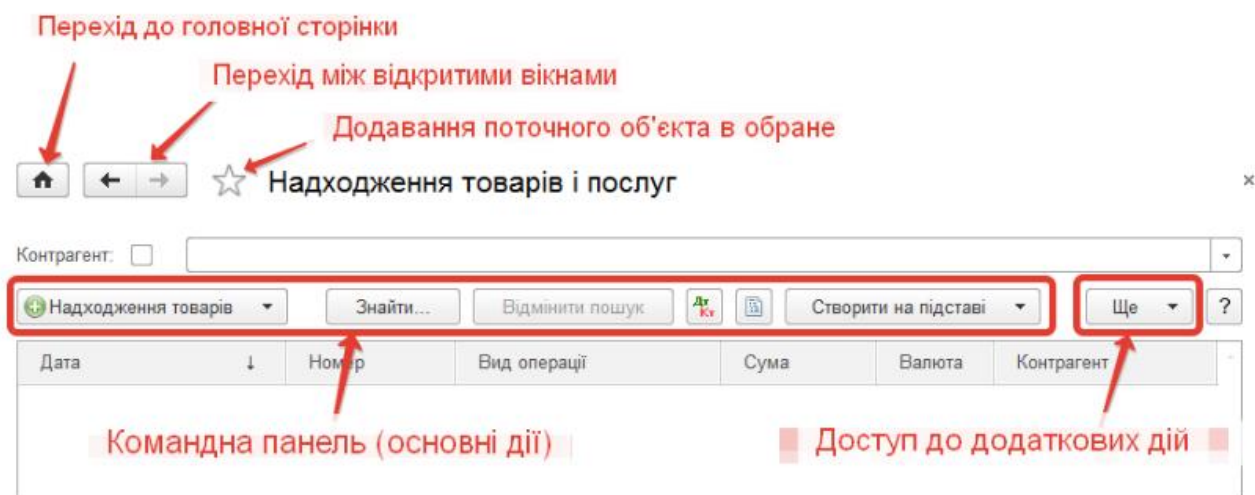 Перехід до головної сторінки
Перехід між відкритими вікнами
Додавання поточного об'єкта в обране
Надходження товарів і послуг
Контрагент:
Надходження товарів Знайти... Відмінити пошук Дт Кт Створити на підставі Ще ?
Дата Номер Вид операції Сума Валюта Контрагент
Командна панель (основні дії)
Доступ до додаткових дій